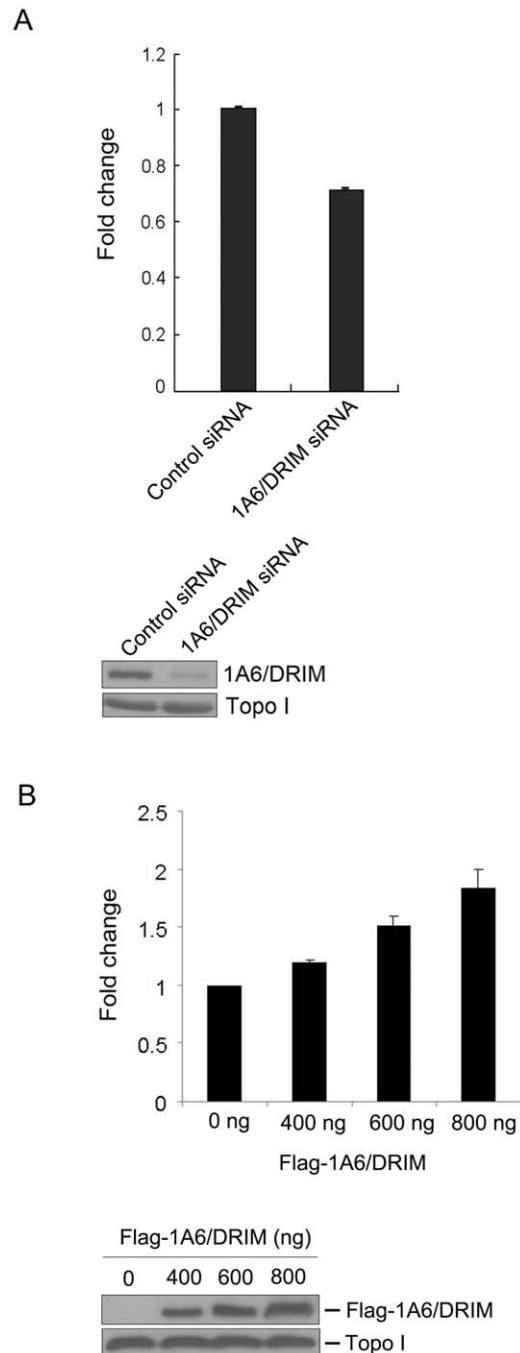 A
Fold change
1.2
1
0.8
0.6
0.4
0.2
0
Control siRNA
1A6/DRIM siRNA
Control siRNA
1A6/DRIM siRNA
1A6/DRIM
Topo I
B
Fold change
2.5
2
1.5
1
0.5
0
0 ng 400 ng 600 ng 800 ng
Flag-1A6/DRIM
Flag-1A6/DRIM (ng)
0 400 600 800
Flag-1A6/DRIM
Topo I